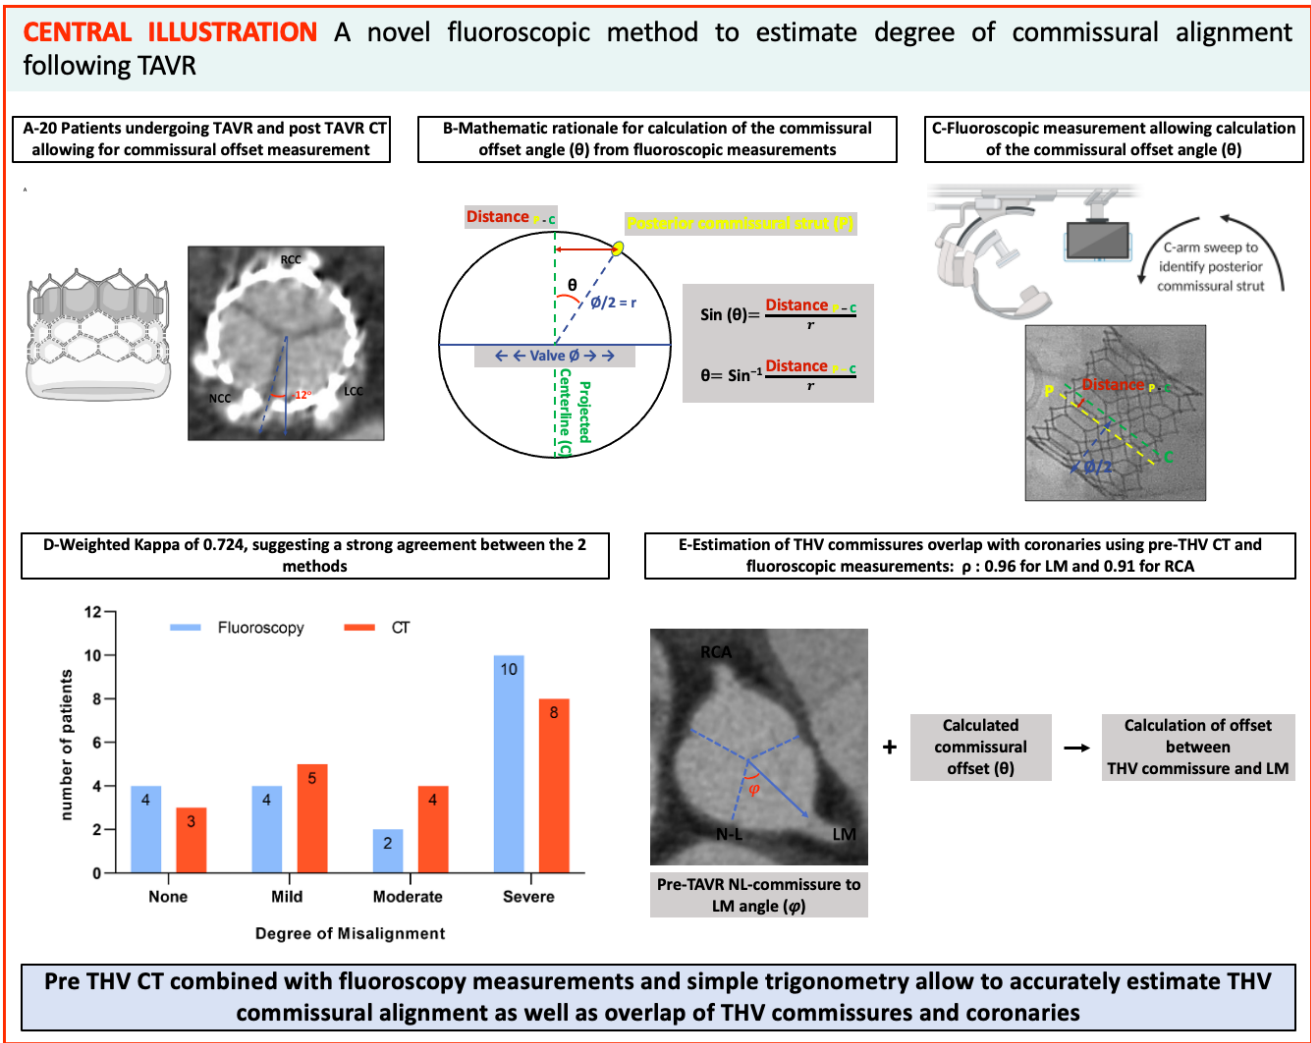 CENTRAL ILLUSTRATION A novel fluoroscopic method to estimate degree of commissural alignment
following TAVR
A-20 Patients undergoing TAVR and post TAVR CT
allowing for commissural offset measurement
B-Mathematic rationale for calculation of the commissural
offset angle (θ) from fluoroscopic measurements
C-Fluoroscopic measurement allowing calculation
of the commissural offset angle (θ)
A
RCC
NCC
LCC
12°
Distance P - C
Posterior commissural strut (P)
θ
Ø/2 = r
← ← Valve Ø → →
Projected
Centerline (C)
Sin (θ)= Distance P - C
r
θ= Sin⁻¹ Distance P - C
r
C-arm sweep to
identify posterior
commissural strut
P
Distance P - C
Ø/2
C
D-Weighted Kappa of 0.724, suggesting a strong agreement between the 2
methods
E-Estimation of THV commissures overlap with coronaries using pre-THV CT and
fluoroscopic measurements: ρ : 0.96 for LM and 0.91 for RCA
Fluoroscopy
CT
number of patients
12
10
8
6
4
2
0
4
3
4
5
2
4
10
8
None
Mild
Moderate
Severe
Degree of Misalignment
RCA
φ
N-L
LM
Pre-TAVR NL-commissure to
LM angle (φ)
+
Calculated
commissural
offset (θ)
→
Calculation of offset
between
THV commissure and LM
Pre THV CT combined with fluoroscopy measurements and simple trigonometry allow to accurately estimate THV
commissural alignment as well as overlap of THV commissures and coronaries